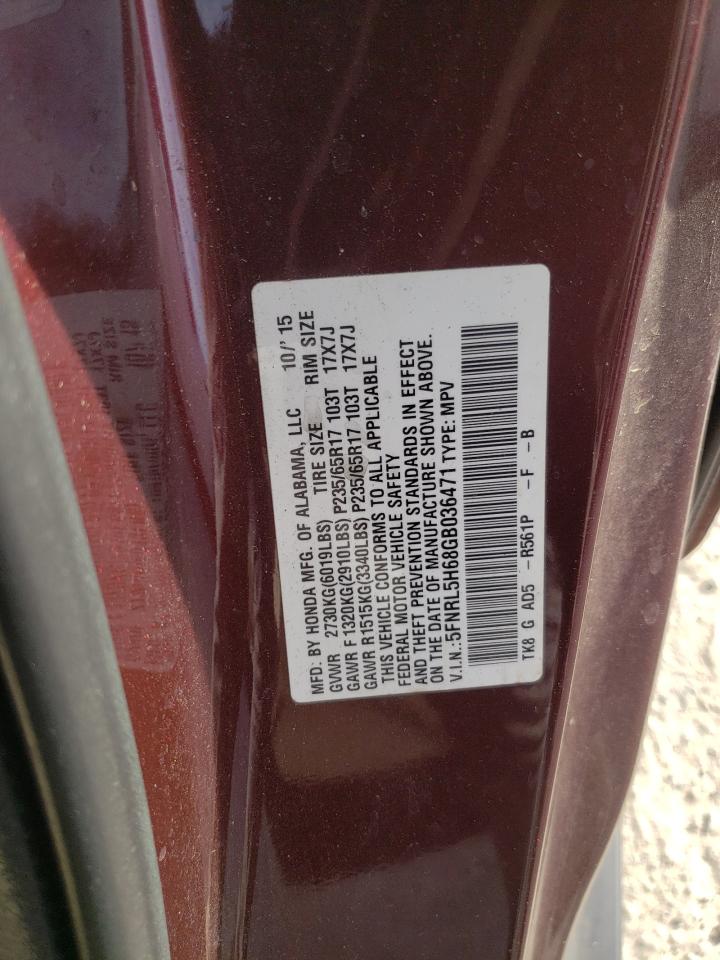 MFD. BY HONDA MFG. OF ALABAMA, LLC 10/'15
GVWR 2730KG(6019LBS) TIRE SIZE RIM SIZE
GAWR F 1320KG(2910LBS) P235/65R17 103T 17X7J
GAWR R1515KG(3340LBS) P235/65R17 103T 17X7J
THIS VEHICLE CONFORMS TO ALL APPLICABLE
FEDERAL MOTOR VEHICLE SAFETY
AND THEFT PREVENTION STANDARDS IN EFFECT
ON THE DATE OF MANUFACTURE SHOWN ABOVE.
V.I.N.:5FNRL5H68GB036471 TYPE: MPV
TK8 G AD5 -R561P -F -B